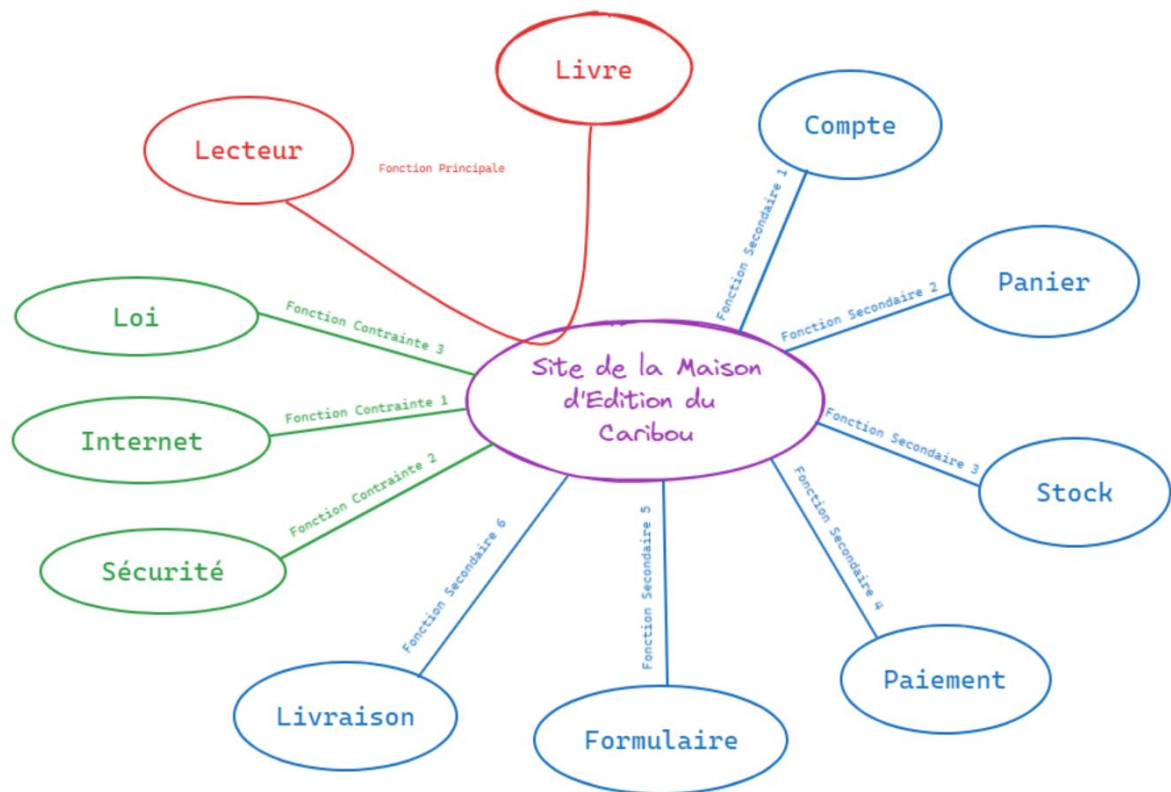 Livre
Compte
Lecteur
Fonction Principale
Fonction Secondaire 1
Panier
Fonction Secondaire 2
Loi
Fonction Contrainte 3
Site de la Maison
d'Edition du
Caribou
Internet
Fonction Contrainte 1
Fonction Secondaire 3
Stock
Sécurité
Fonction Contrainte 2
Fonction Secondaire 4
Fonction Secondaire 5
Fonction Secondaire 6
Paiement
Livraison
Formulaire